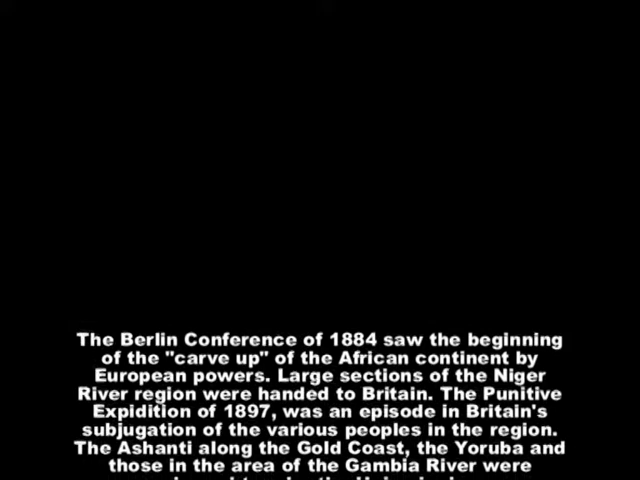 The Berlin Conference of 1884 saw the beginning
of the "carve up" of the African continent by
European powers. Large sections of the Niger
River region were handed to Britain. The Punitive
Expidition of 1897, was an episode in Britain's
subjugation of the various peoples in the region.
The Ashanti along the Gold Coast, the Yoruba and
those in the area of the Gambia River were